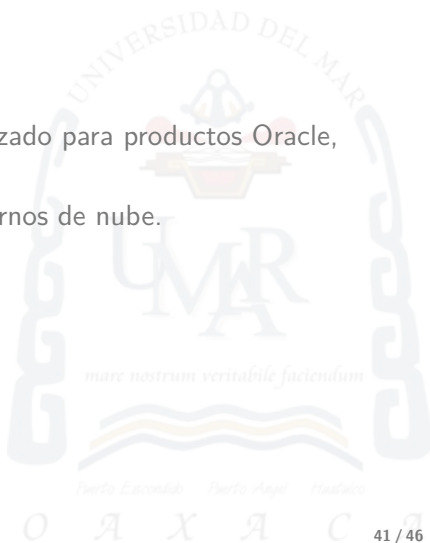 UNIVERSIDAD DEL MAR
zado para productos Oracle,
rnos de nube.
UMAR
mare nostrum veritabile faciendum
Puerto Escondido Puerto Ángel Huatulco
O A X A C A
41 / 46